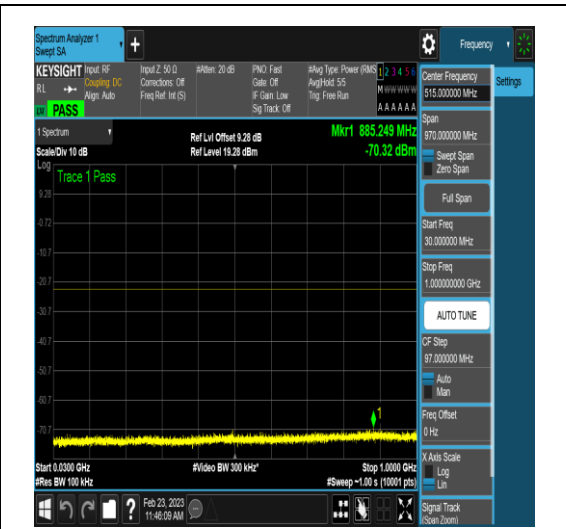 Spectrum Analyzer 1
Swept SA
+
Frequency
KEYSIGHT
RL
PASS
Input: RF
Coupling: DC
Align: Auto
Input Z: 50 Ω
Corrections: Off
Freq Ref: Int (S)
#Atten: 20 dB
PNO: Fast
Gate: Off
IF Gain: Low
Sig Track: Off
#Avg Type: Power (RMS
Avg|Hold: 5/5
Trig: Free Run
1 2 3 4 5 6
M W W W W W
A A A A A A
1 Spectrum
Scale/Div 10 dB
Ref Lvl Offset 9.28 dB
Ref Level 19.28 dBm
Mkr1 885.249 MHz
-70.32 dBm
Log
Trace 1 Pass
9.28
-0.72
-10.7
-20.7
-30.7
-40.7
-50.7
-60.7
-70.7
1
Start 0.0300 GHz
#Res BW 100 kHz
#Video BW 300 kHz*
Stop 1.0000 GHz
#Sweep ~1.00 s (10001 pts)
Feb 23, 2023
11:46:09 AM
?
Center Frequency
515.000000 MHz
Settings
Span
970.000000 MHz
Swept Span
Zero Span
Full Span
Start Freq
30.000000 MHz
Stop Freq
1.000000000 GHz
AUTO TUNE
CF Step
97.000000 MHz
Auto
Man
Freq Offset
0 Hz
X Axis Scale
Log
Lin
Signal Track
(Span Zoom)